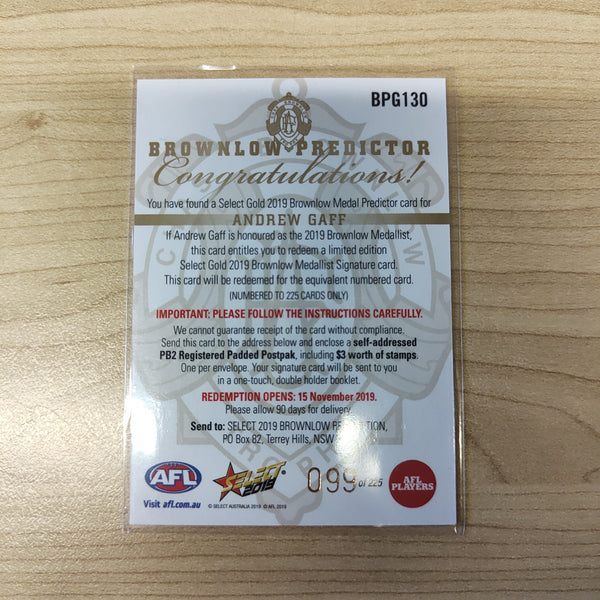 BPG130
BROWNLOW PREDICTOR
Congratulations!
You have found a Select Gold 2019 Brownlow Medal Predictor card for
ANDREW GAFF
If Andrew Gaff is honoured as the 2019 Brownlow Medallist,
this card entitles you to redeem a limited edition
Select Gold 2019 Brownlow Medallist Signature card.
This card will be redeemed for the equivalent numbered card.
(NUMBERED TO 225 CARDS ONLY)
IMPORTANT: PLEASE FOLLOW THE INSTRUCTIONS CAREFULLY.
We cannot guarantee receipt of the card without compliance.
Send this card to the address below and enclose a self-addressed
PB2 Registered Padded Postpak, including $3 worth of stamps.
One per envelope. Your signature card will be sent to you
in a one-touch, double holder booklet.
REDEMPTION OPENS: 15 November 2019.
Please allow 90 days for delivery.
Send to: SELECT 2019 BROWNLOW
PO Box 82, Terrey Hills, NSW
AFL
SELECT
2019
099 of 225
AFL
PLAYERS
Visit afl.com.au
© SELECT AUSTRALIA 2019 © AFL 2019